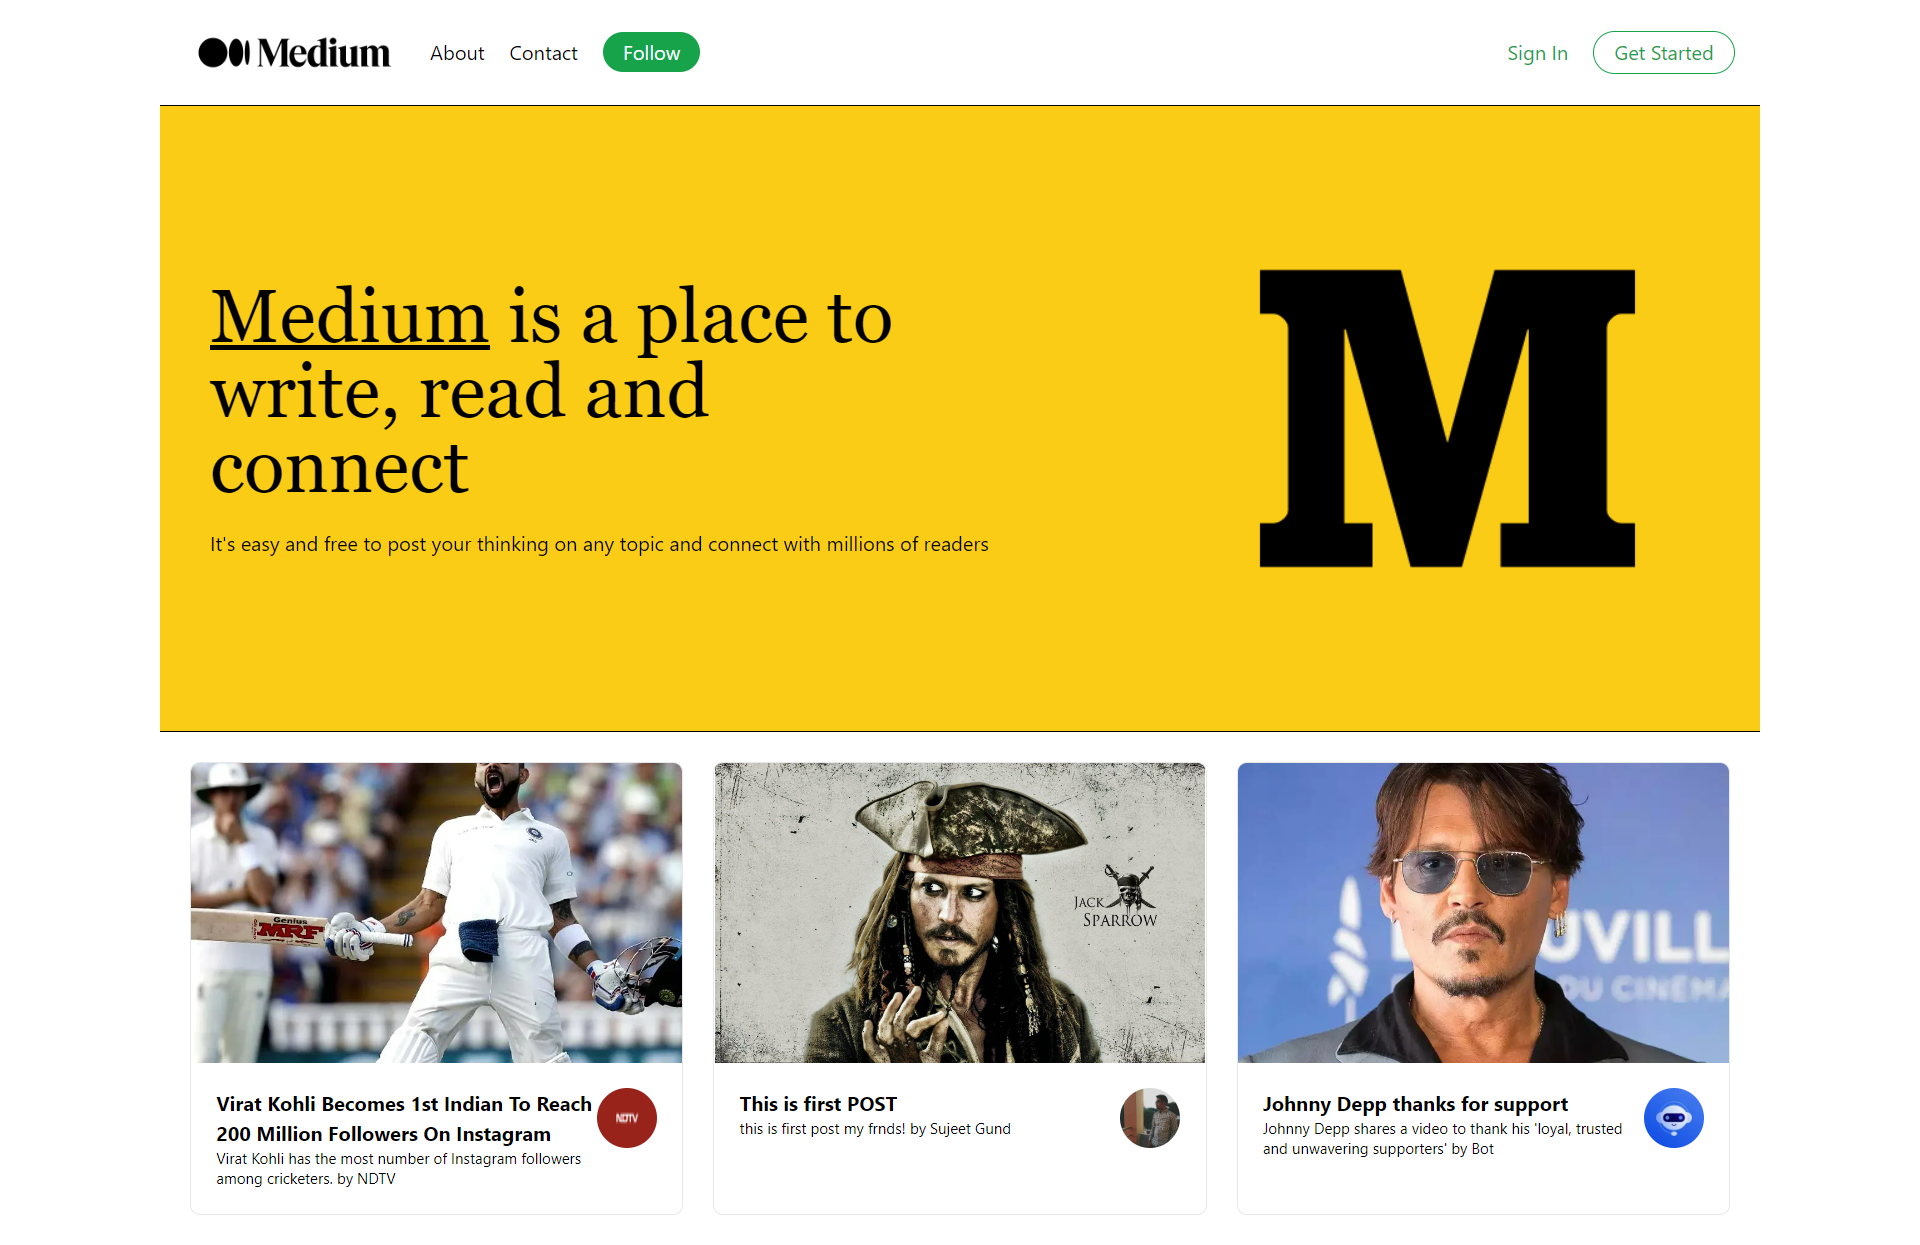 Medium
About
Contact
Follow
Sign In
Get Started
Medium is a place to
write, read and
connect
It's easy and free to post your thinking on any topic and connect with millions of readers
M
Genius
MRF
JACK
SPARROW
UVILL
DU CINÉMA
Virat Kohli Becomes 1st Indian To Reach
200 Million Followers On Instagram
Virat Kohli has the most number of Instagram followers
among cricketers. by NDTV
NDTV
This is first POST
this is first post my frnds! by Sujeet Gund
Johnny Depp thanks for support
Johnny Depp shares a video to thank his 'loyal, trusted
and unwavering supporters' by Bot